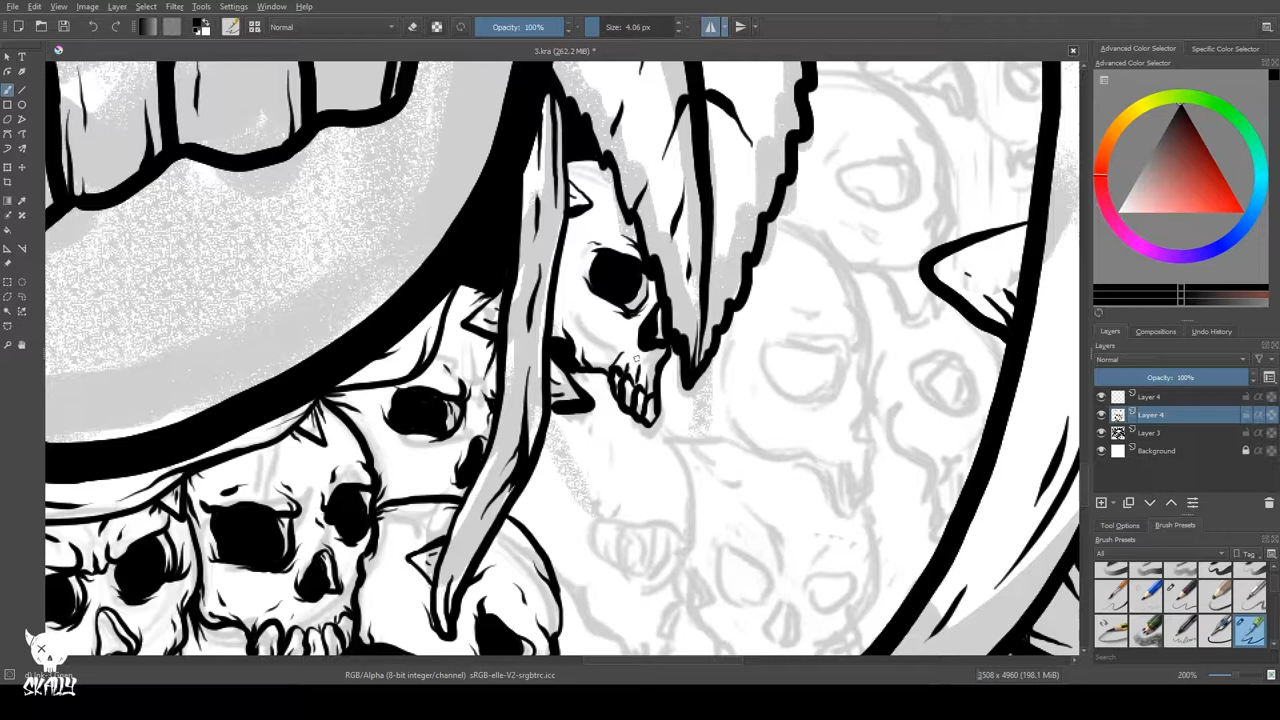 File Edit View Image Layer Select Filter Tools Settings Window Help
Normal Opacity: 100% Size: 4.06 px
3.kra (262.2 MiB) *
Advanced Color Selector Specific Color Selector
Advanced Color Selector
Layers Compositions Undo History
Layers
Normal
Opacity: 100%
Layer 4
Layer 4
Layer 3
Background
Tool Options Brush Presets
Brush Presets
All Tag
Search
SKALLY
RGB/Alpha (8-bit integer/channel) sRGB-elle-V2-srgbtrc.icc 3508 x 4960 (198.1 MiB) 200%